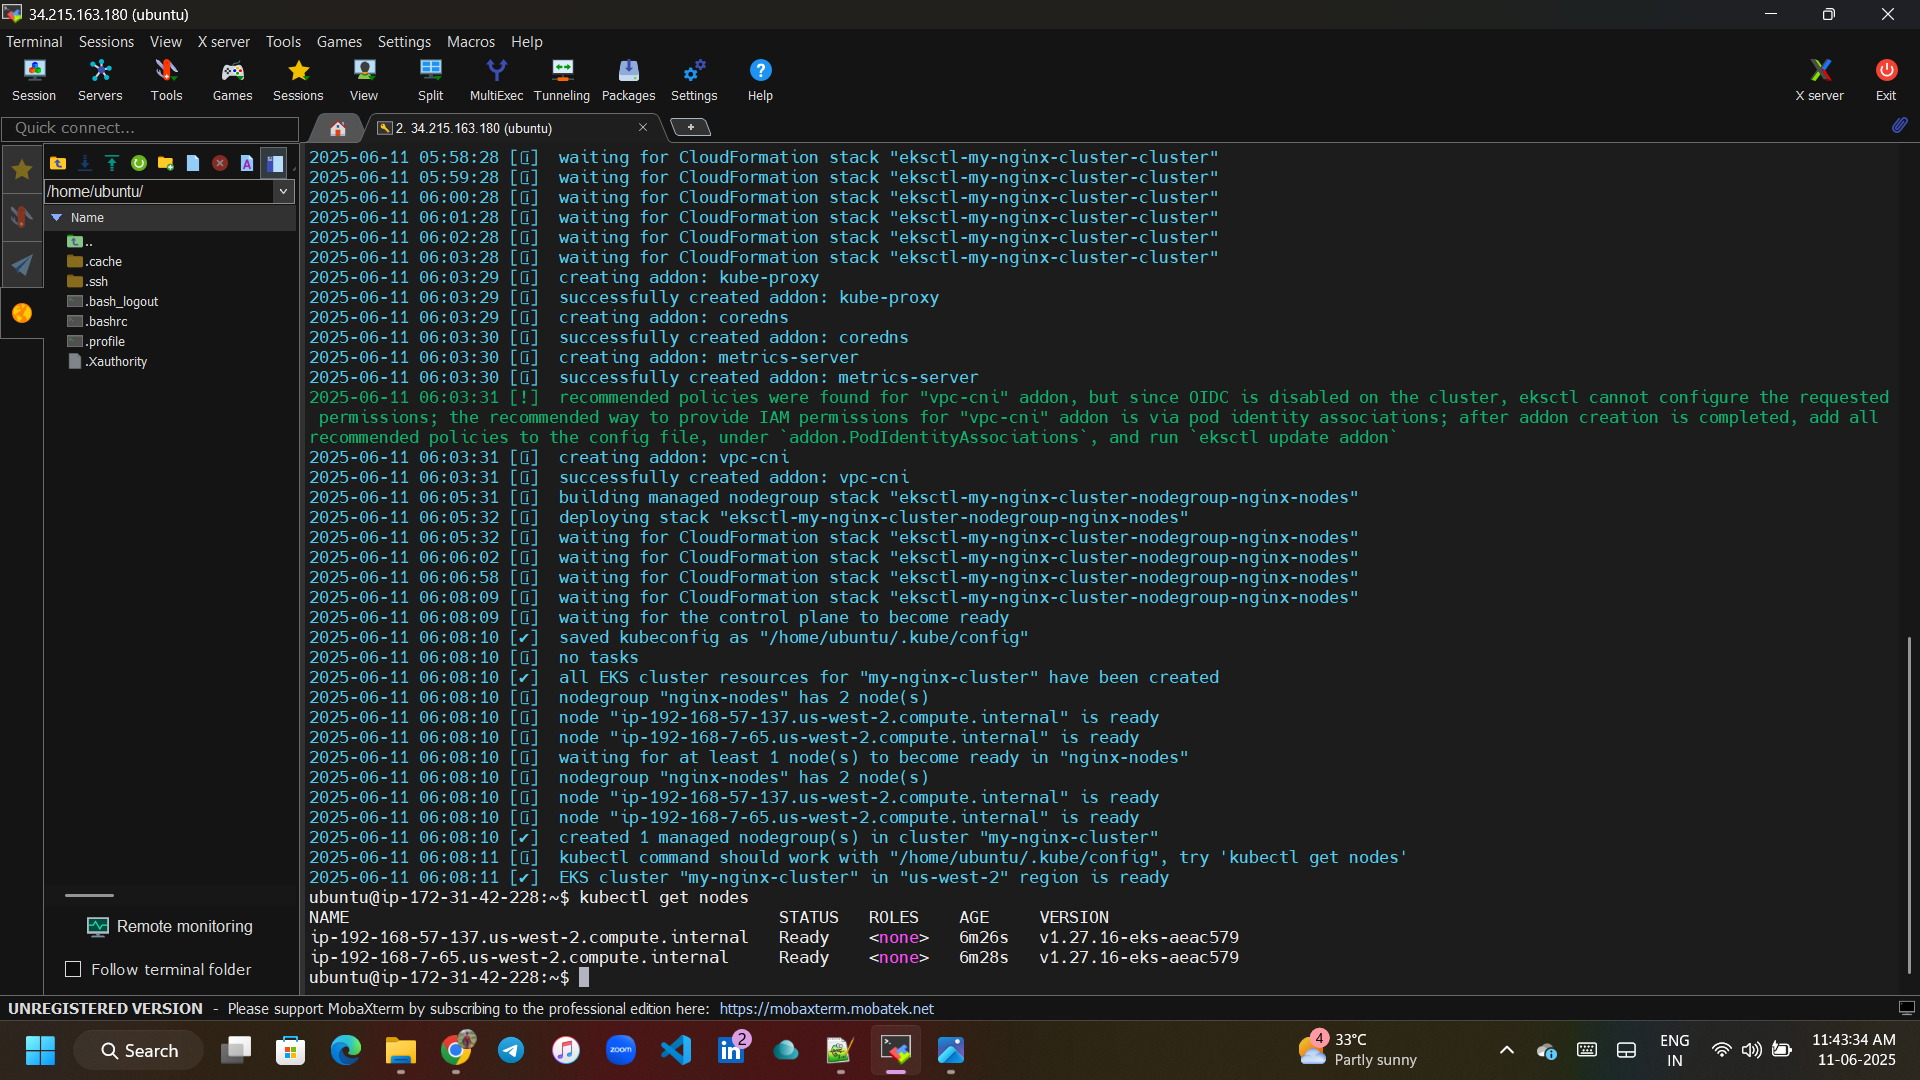 34.215.163.180 (ubuntu)
Terminal Sessions View X server Tools Games Settings Macros Help
Session Servers Tools Games Sessions View Split MultiExec Tunneling Packages Settings Help X server Exit
Quick connect...
2. 34.215.163.180 (ubuntu)
/home/ubuntu/
Name
..
.cache
.ssh
.bash_logout
.bashrc
.profile
.Xauthority
Remote monitoring
Follow terminal folder
2025-06-11 05:58:28 [i]  waiting for CloudFormation stack "eksctl-my-nginx-cluster-cluster"
2025-06-11 05:59:28 [i]  waiting for CloudFormation stack "eksctl-my-nginx-cluster-cluster"
2025-06-11 06:00:28 [i]  waiting for CloudFormation stack "eksctl-my-nginx-cluster-cluster"
2025-06-11 06:01:28 [i]  waiting for CloudFormation stack "eksctl-my-nginx-cluster-cluster"
2025-06-11 06:02:28 [i]  waiting for CloudFormation stack "eksctl-my-nginx-cluster-cluster"
2025-06-11 06:03:28 [i]  waiting for CloudFormation stack "eksctl-my-nginx-cluster-cluster"
2025-06-11 06:03:29 [i]  creating addon: kube-proxy
2025-06-11 06:03:29 [i]  successfully created addon: kube-proxy
2025-06-11 06:03:29 [i]  creating addon: coredns
2025-06-11 06:03:30 [i]  successfully created addon: coredns
2025-06-11 06:03:30 [i]  creating addon: metrics-server
2025-06-11 06:03:30 [i]  successfully created addon: metrics-server
2025-06-11 06:03:31 [!]  recommended policies were found for "vpc-cni" addon, but since OIDC is disabled on the cluster, eksctl cannot configure the requested
permissions; the recommended way to provide IAM permissions for "vpc-cni" addon is via pod identity associations; after addon creation is completed, add all
recommended policies to the config file, under `addon.PodIdentityAssociations`, and run `eksctl update addon`
2025-06-11 06:03:31 [i]  creating addon: vpc-cni
2025-06-11 06:03:31 [i]  successfully created addon: vpc-cni
2025-06-11 06:05:31 [i]  building managed nodegroup stack "eksctl-my-nginx-cluster-nodegroup-nginx-nodes"
2025-06-11 06:05:32 [i]  deploying stack "eksctl-my-nginx-cluster-nodegroup-nginx-nodes"
2025-06-11 06:05:32 [i]  waiting for CloudFormation stack "eksctl-my-nginx-cluster-nodegroup-nginx-nodes"
2025-06-11 06:06:02 [i]  waiting for CloudFormation stack "eksctl-my-nginx-cluster-nodegroup-nginx-nodes"
2025-06-11 06:06:58 [i]  waiting for CloudFormation stack "eksctl-my-nginx-cluster-nodegroup-nginx-nodes"
2025-06-11 06:08:09 [i]  waiting for CloudFormation stack "eksctl-my-nginx-cluster-nodegroup-nginx-nodes"
2025-06-11 06:08:09 [i]  waiting for the control plane to become ready
2025-06-11 06:08:10 [✔]  saved kubeconfig as "/home/ubuntu/.kube/config"
2025-06-11 06:08:10 [i]  no tasks
2025-06-11 06:08:10 [✔]  all EKS cluster resources for "my-nginx-cluster" have been created
2025-06-11 06:08:10 [i]  nodegroup "nginx-nodes" has 2 node(s)
2025-06-11 06:08:10 [i]  node "ip-192-168-57-137.us-west-2.compute.internal" is ready
2025-06-11 06:08:10 [i]  node "ip-192-168-7-65.us-west-2.compute.internal" is ready
2025-06-11 06:08:10 [i]  waiting for at least 1 node(s) to become ready in "nginx-nodes"
2025-06-11 06:08:10 [i]  nodegroup "nginx-nodes" has 2 node(s)
2025-06-11 06:08:10 [i]  node "ip-192-168-57-137.us-west-2.compute.internal" is ready
2025-06-11 06:08:10 [i]  node "ip-192-168-7-65.us-west-2.compute.internal" is ready
2025-06-11 06:08:10 [✔]  created 1 managed nodegroup(s) in cluster "my-nginx-cluster"
2025-06-11 06:08:11 [i]  kubectl command should work with "/home/ubuntu/.kube/config", try 'kubectl get nodes'
2025-06-11 06:08:11 [✔]  EKS cluster "my-nginx-cluster" in "us-west-2" region is ready
ubuntu@ip-172-31-42-228:~$ kubectl get nodes
NAME STATUS ROLES AGE VERSION
ip-192-168-57-137.us-west-2.compute.internal Ready <none> 6m26s v1.27.16-eks-aeac579
ip-192-168-7-65.us-west-2.compute.internal Ready <none> 6m28s v1.27.16-eks-aeac579
ubuntu@ip-172-31-42-228:~$
UNREGISTERED VERSION - Please support MobaXterm by subscribing to the professional edition here: https://mobaxterm.mobatek.net
Search
zoom
2
4
33°C
Partly sunny
ENG
IN
11:43:34 AM
11-06-2025